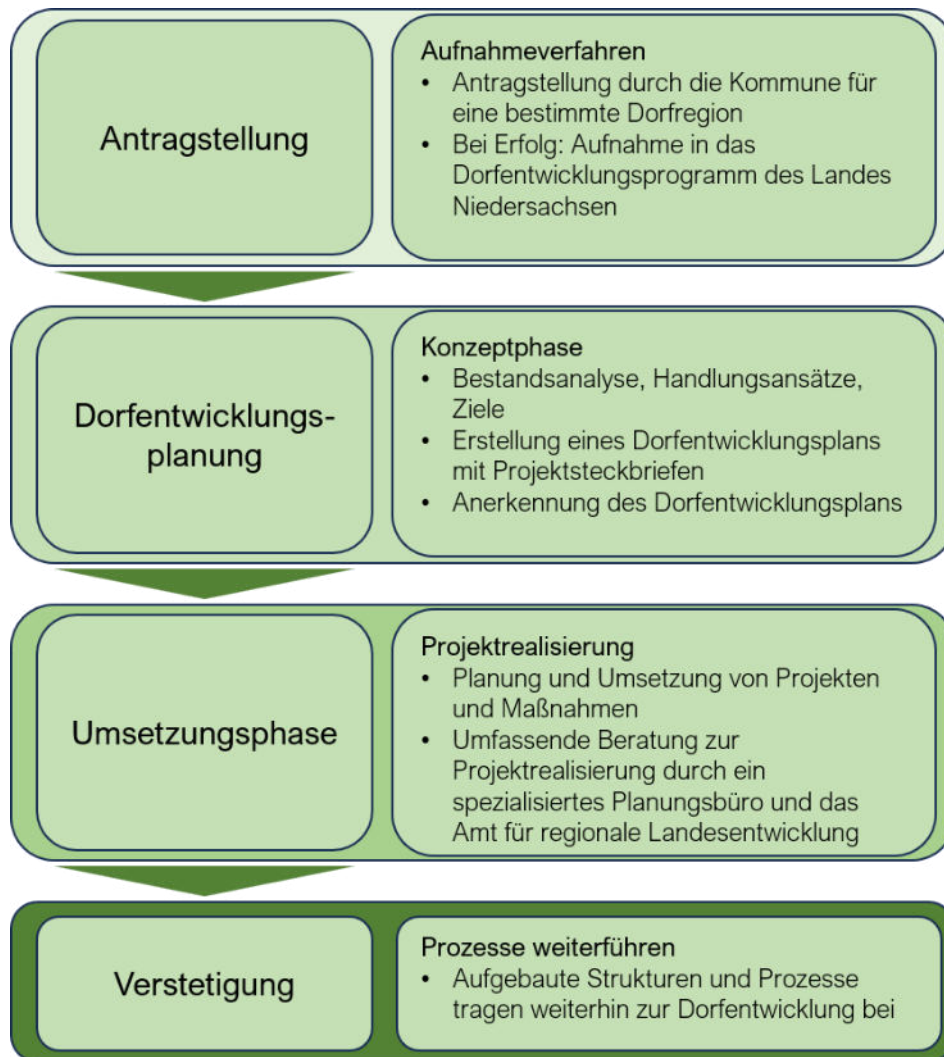 Antragstellung
Aufnahmeverfahren
• Antragstellung durch die Kommune für
eine bestimmte Dorfregion
• Bei Erfolg: Aufnahme in das
Dorfentwicklungsprogramm des Landes
Niedersachsen
Dorfentwicklungs-
planung
Konzeptphase
• Bestandsanalyse, Handlungsansätze,
Ziele
• Erstellung eines Dorfentwicklungsplans
mit Projektsteckbriefen
• Anerkennung des Dorfentwicklungsplans
Umsetzungsphase
Projektrealisierung
• Planung und Umsetzung von Projekten
und Maßnahmen
• Umfassende Beratung zur
Projektrealisierung durch ein
spezialisiertes Planungsbüro und das
Amt für regionale Landesentwicklung
Verstetigung
Prozesse weiterführen
• Aufgebaute Strukturen und Prozesse
tragen weiterhin zur Dorfentwicklung bei